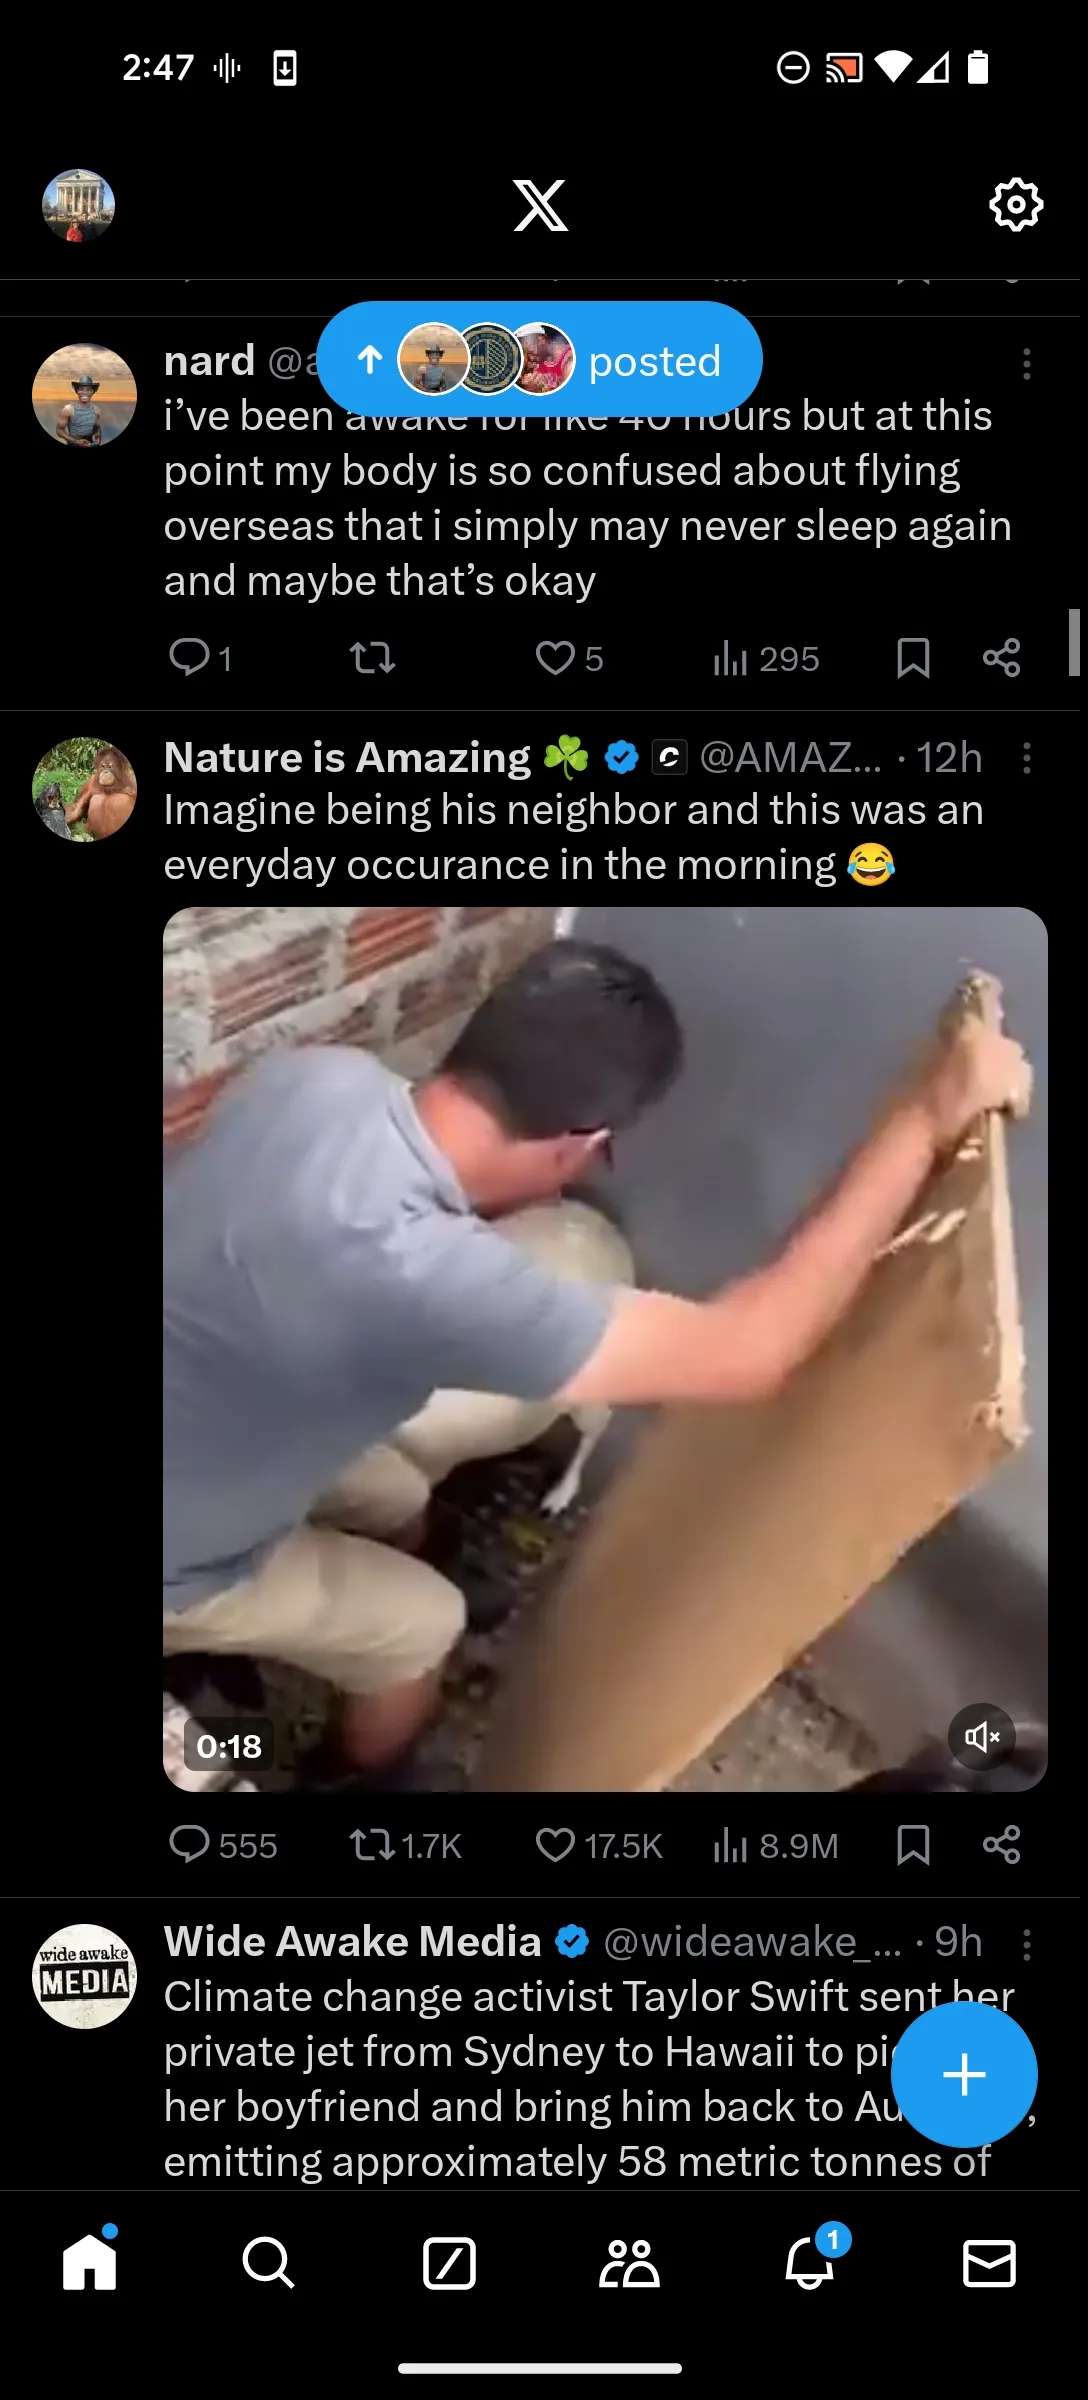 2:47
posted
nard @a
i’ve been awake for like 40 hours but at this
point my body is so confused about flying
overseas that i simply may never sleep again
and maybe that’s okay
1 5 295
Nature is Amazing ☘️ @AMAZ... · 12h
Imagine being his neighbor and this was an
everyday occurance in the morning 😂
0:18
555 1.7K 17.5K 8.9M
Wide Awake Media @wideawake_... · 9h
wide awake
MEDIA
Climate change activist Taylor Swift sent her
private jet from Sydney to Hawaii to pi
her boyfriend and bring him back to Au ,
emitting approximately 58 metric tonnes of
1